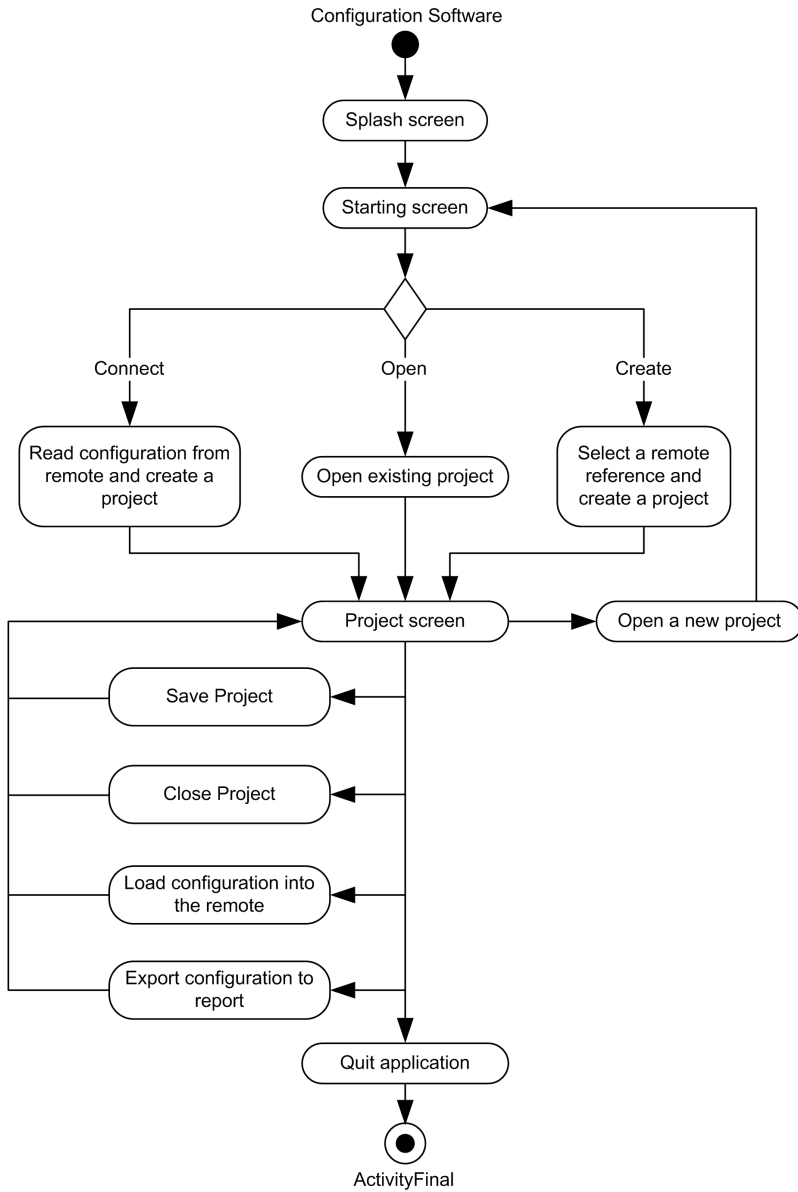 Configuration Software
Splash screen
Starting screen
Connect
Open
Create
Read configuration from
remote and create a
project
Open existing project
Select a remote
reference and
create a project
Project screen
Open a new project
Save Project
Close Project
Load configuration into
the remote
Export configuration to
report
Quit application
ActivityFinal